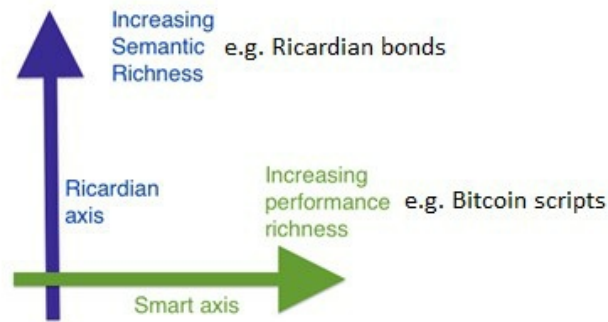 Increasing
Semantic
Richness
e.g. Ricardian bonds
Ricardian
axis
Increasing
performance
richness
e.g. Bitcoin scripts
Smart axis